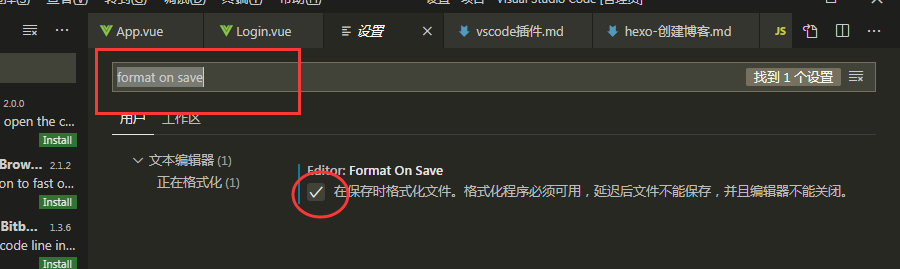 App.vue Login.vue 设置 vscode插件.md hexo-创建博客.md JS
format on save 找到 1 个设置
用户 工作区
2.0.0
open the c...
Install
Brow... 2.1.2
on to fast o...
Install
Bitb... 1.3.6
code line in...
Install
文本编辑器 (1)
正在格式化 (1)
Editor: Format On Save
在保存时格式化文件。格式化程序必须可用，延迟后文件不能保存，并且编辑器不能关闭。